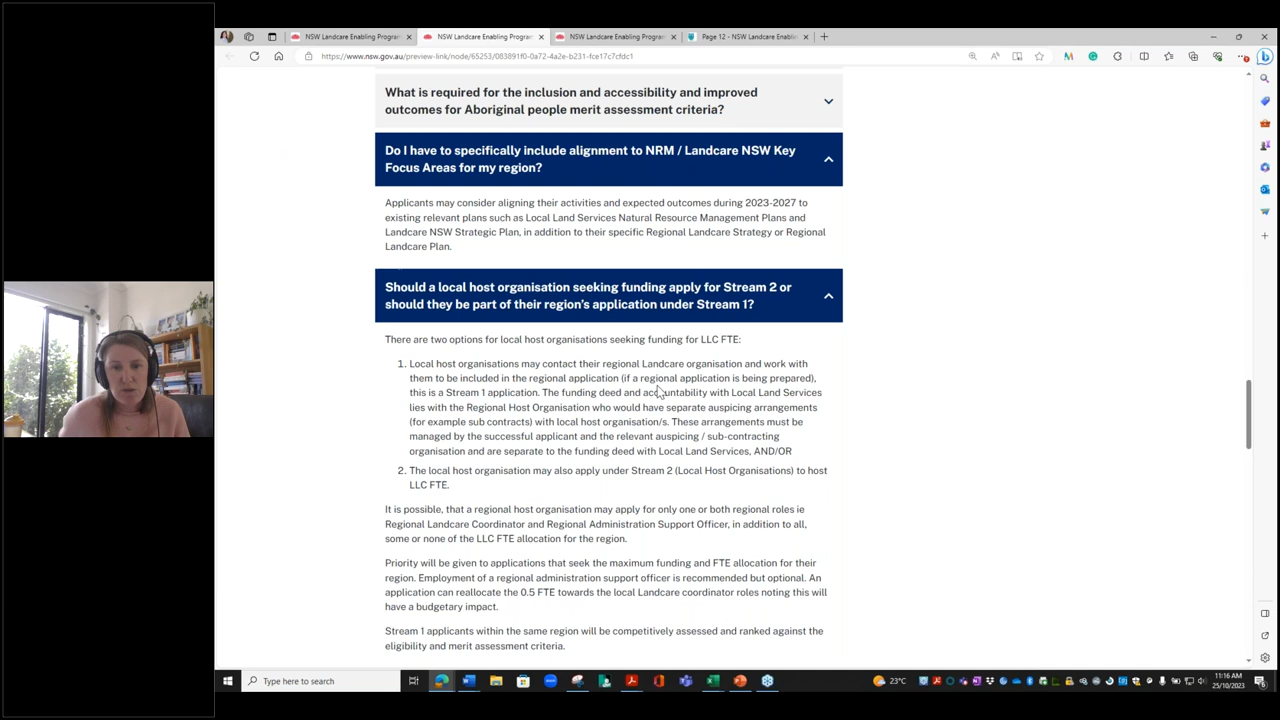 NSW Landcare Enabling Program
NSW Landcare Enabling Program
NSW Landcare Enabling Program
Page 12 - NSW Landcare Enablin
https://www.nsw.gov.au/preview-link/node/65253/083891f0-0a72-4a2e-b231-fce17c7cfdc1
What is required for the inclusion and accessibility and improved
outcomes for Aboriginal people merit assessment criteria?
Do I have to specifically include alignment to NRM / Landcare NSW Key
Focus Areas for my region?
Applicants may consider aligning their activities and expected outcomes during 2023-2027 to
existing relevant plans such as Local Land Services Natural Resource Management Plans and
Landcare NSW Strategic Plan, in addition to their specific Regional Landcare Strategy or Regional
Landcare Plan.
Should a local host organisation seeking funding apply for Stream 2 or
should they be part of their region's application under Stream 1?
There are two options for local host organisations seeking funding for LLC FTE:
1. Local host organisations may contact their regional Landcare organisation and work with
them to be included in the regional application (if a regional application is being prepared),
this is a Stream 1 application. The funding deed and accountability with Local Land Services
lies with the Regional Host Organisation who would have separate auspicing arrangements
(for example sub contracts) with local host organisation/s. These arrangements must be
managed by the successful applicant and the relevant auspicing / sub-contracting
organisation and are separate to the funding deed with Local Land Services, AND/OR
2. The local host organisation may also apply under Stream 2 (Local Host Organisations) to host
LLC FTE.
It is possible, that a regional host organisation may apply for only one or both regional roles ie
Regional Landcare Coordinator and Regional Administration Support Officer, in addition to all,
some or none of the LLC FTE allocation for the region.
Priority will be given to applications that seek the maximum funding and FTE allocation for their
region. Employment of a regional administration support officer is recommended but optional. An
application can reallocate the 0.5 FTE towards the local Landcare coordinator roles noting this will
have a budgetary impact.
Stream 1 applicants within the same region will be competitively assessed and ranked against the
eligibility and merit assessment criteria.
Type here to search
23°C
11:16 AM
25/10/2023